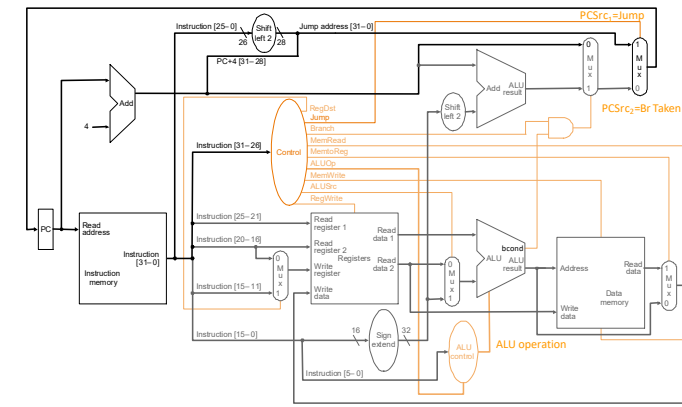 PCSrc₁=Jump
Instruction [25–0]
Shift
left 2
Jump address [31–0]
26
28
PC+4 [31–28]
0
M
u
x
1
1
M
u
x
0
Add
4
Add
ALU
result
Shift
left 2
PCSrc₂=Br Taken
RegDst
Jump
Branch
MemRead
MemtoReg
ALUOp
MemWrite
ALUSrc
RegWrite
Control
Instruction [31–26]
PC
Read
address
Instruction
[31–0]
Instruction
memory
Instruction [25–21]
Instruction [20–16]
Instruction [15–11]
0
M
u
x
1
Read
register 1
Read
register 2
Write
register
Write
data
Registers
Read
data 1
Read
data 2
0
M
u
x
1
bcond
ALU
ALU
result
Address
Read
data
Data
memory
Write
data
1
M
u
x
0
Instruction [15–0]
16
Sign
extend
32
ALU
control
ALU operation
Instruction [5–0]